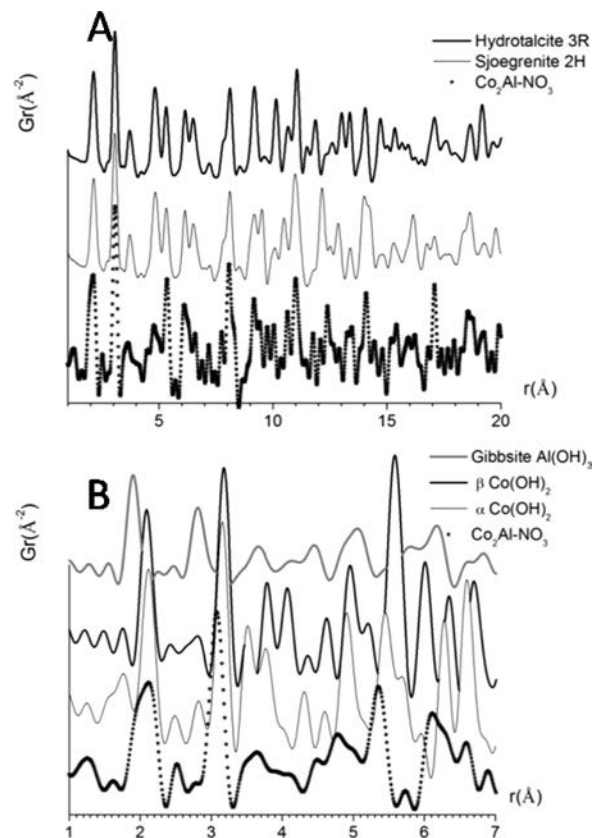 A
Hydrotalcite 3R
Sjoegrenite 2H
Co₂Al-NO₃
Gr(Å⁻²)
r(Å)
5
10
15
20
B
Gibbsite Al(OH)₃
β Co(OH)₂
α Co(OH)₂
Co₂Al-NO₃
Gr(Å⁻²)
r(Å)
1
2
3
4
5
6
7